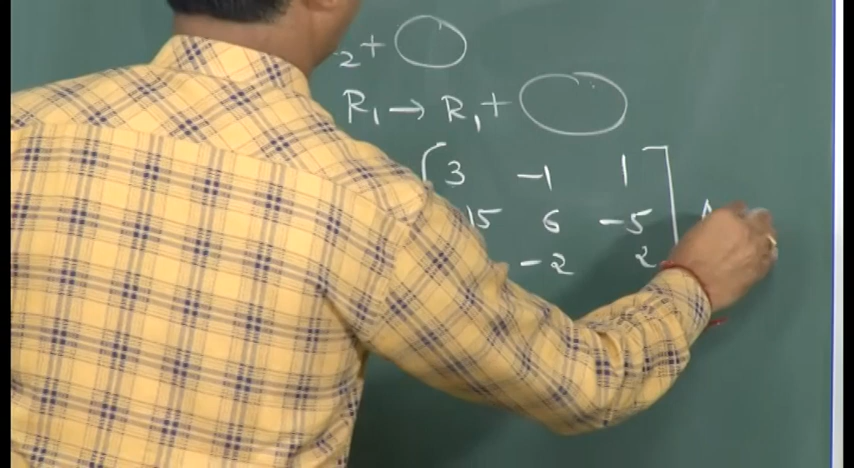 2 +
R1 → R1 +
3 -1 1
15 6 -5
-2 2